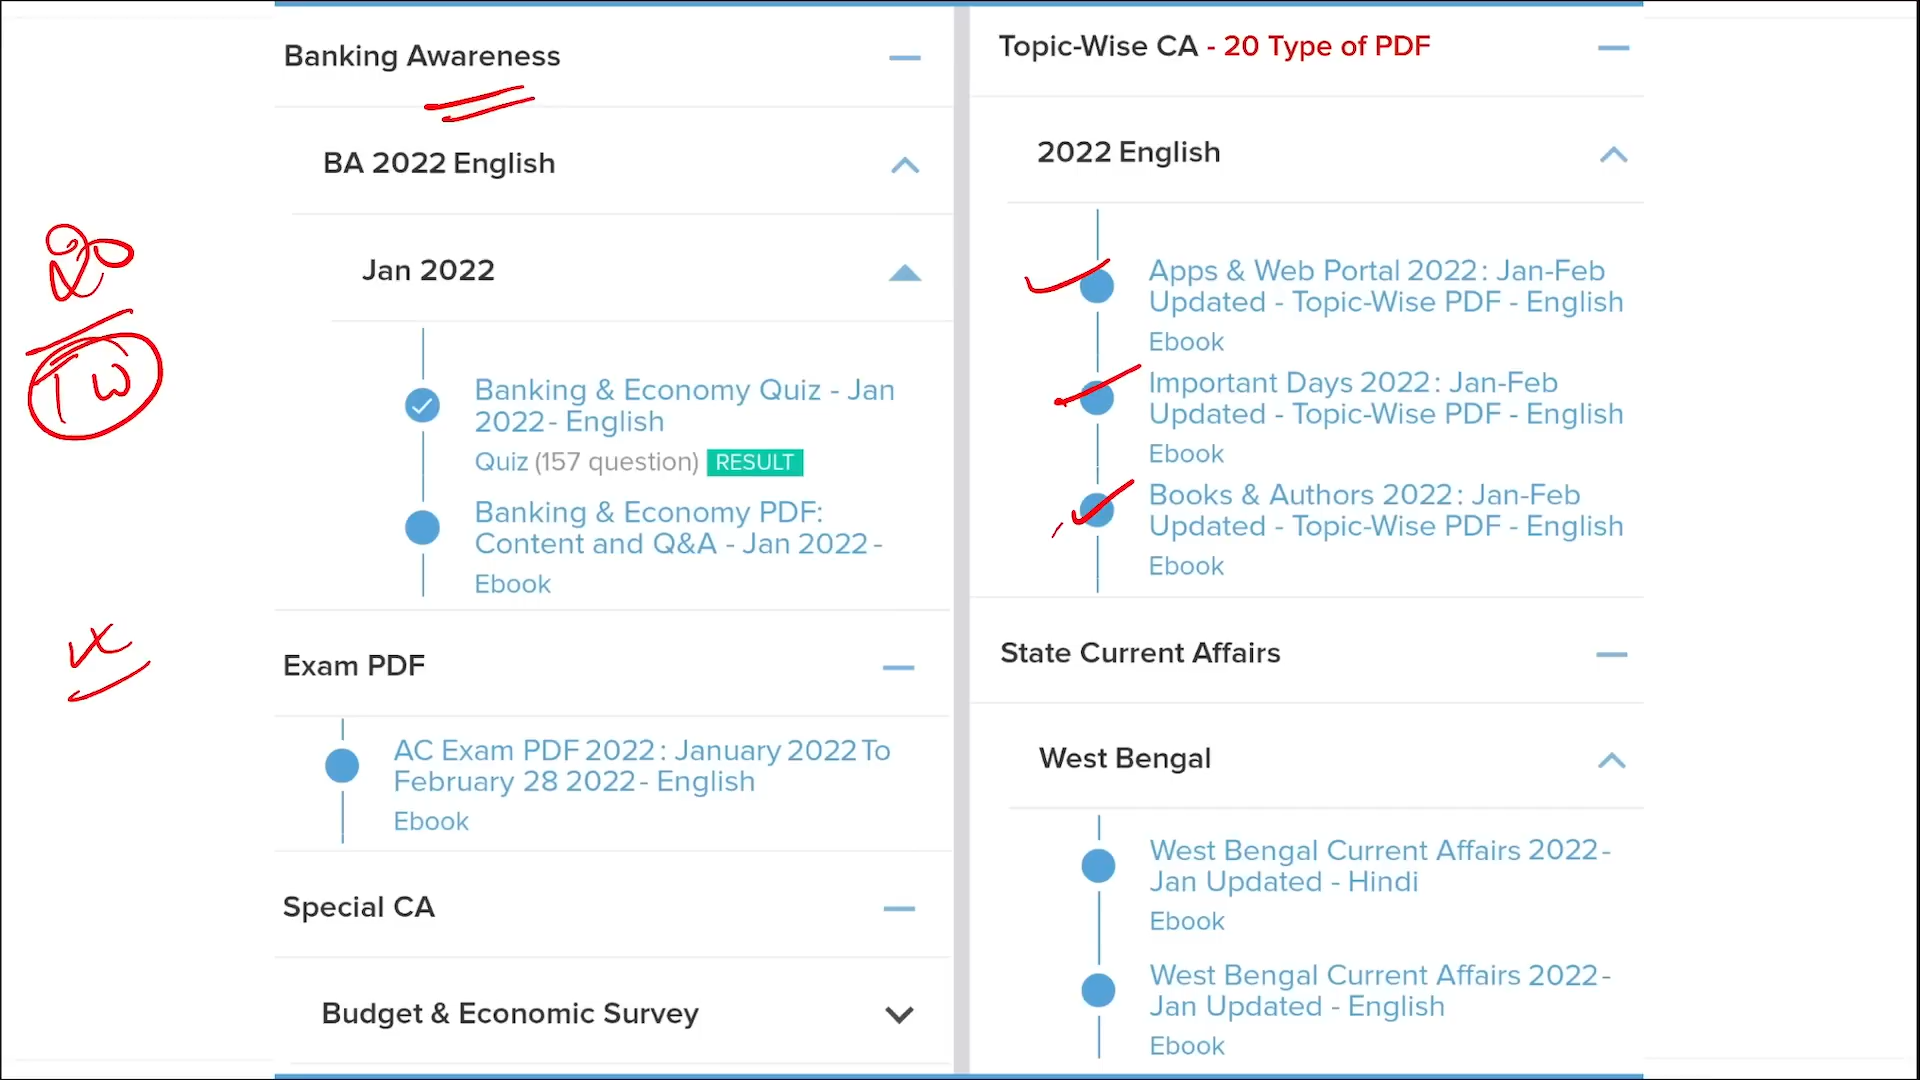 Banking Awareness
BA 2022 English
Jan 2022
Banking & Economy Quiz - Jan
2022- English
Quiz (157 question) RESULT
Banking & Economy PDF:
Content and Q&A - Jan 2022 -
Ebook
Exam PDF
AC Exam PDF 2022: January 2022 To
February 28 2022- English
Ebook
Special CA
Budget & Economic Survey
Topic-Wise CA - 20 Type of PDF
2022 English
Apps & Web Portal 2022: Jan-Feb
Updated - Topic-Wise PDF - English
Ebook
Important Days 2022: Jan-Feb
Updated - Topic-Wise PDF - English
Ebook
Books & Authors 2022: Jan-Feb
Updated - Topic-Wise PDF - English
Ebook
State Current Affairs
West Bengal
West Bengal Current Affairs 2022-
Jan Updated - Hindi
Ebook
West Bengal Current Affairs 2022-
Jan Updated - English
Ebook
20
TW